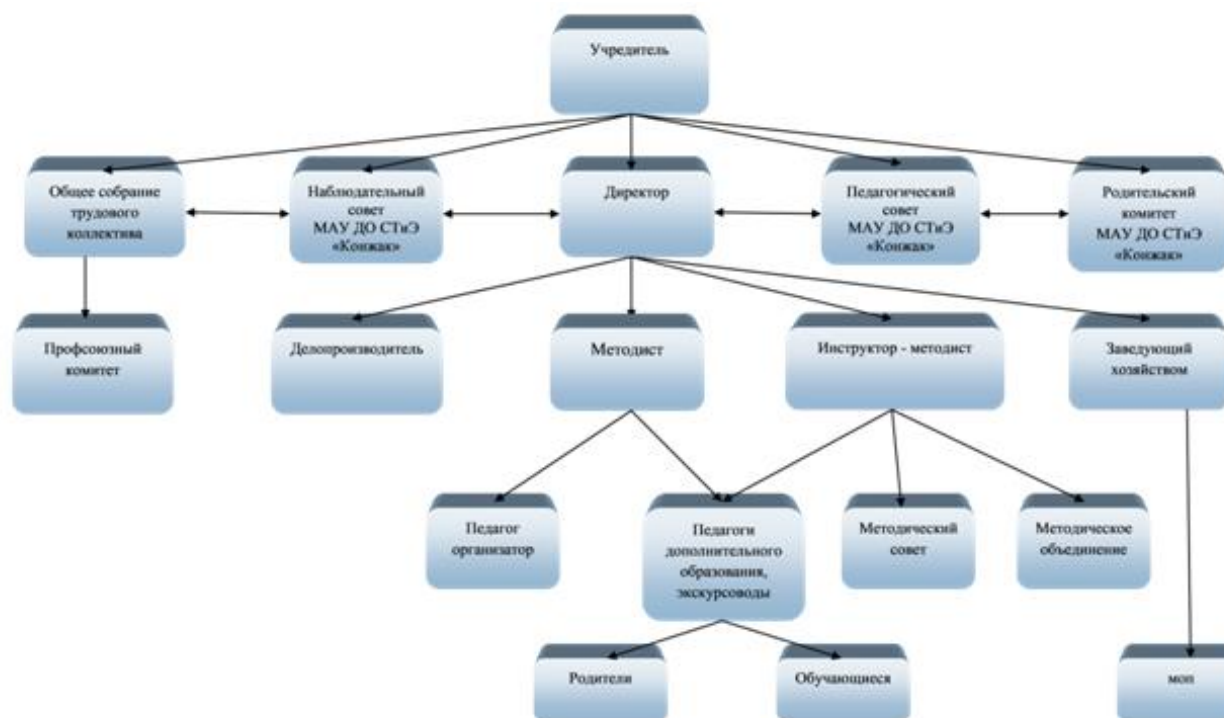 Учредитель
Общее собрание
трудового
коллектива
Наблюдательный
совет
МАУ ДО СТиЭ
«Конжак»
Директор
Педагогический
совет
МАУ ДО СТиЭ
«Конжак»
Родительский
комитет
МАУ ДО СТиЭ
«Конжак»
Профсоюзный
комитет
Делопроизводитель
Методист
Инструктор - методист
Заведующий
хозяйством
Педагог
организатор
Педагоги
дополнительного
образования,
экскурсоводы
Методический
совет
Методическое
объединение
Родители
Обучающиеся
моп